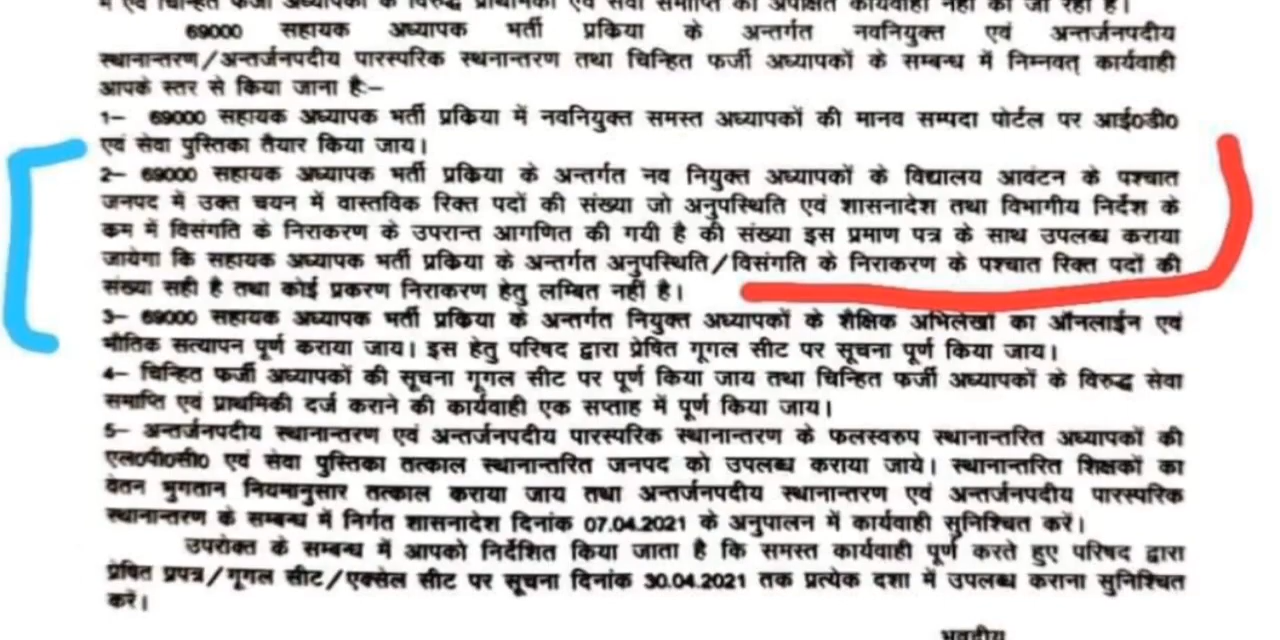 में एवं चिन्हित फर्जी अध्यापकों के विरुद्ध प्राथमिकी एवं सेवा समाप्ति की अपेक्षित कार्यवाही नहीं की जा रही है।
69000 सहायक अध्यापक भर्ती प्रकिया के अन्तर्गत नवनियुक्त एवं अन्तर्जनपदीय
स्थानान्तरण/अन्तर्जनपदीय पारस्परिक स्थनान्तरण तथा चिन्हित फर्जी अध्यापकों के सम्बन्ध में निम्नवत् कार्यवाही
आपके स्तर से किया जाना है:–
1– 69000 सहायक अध्यापक भर्ती प्रकिया में नवनियुक्त समस्त अध्यापकों की मानव सम्पदा पोर्टल पर आई०डी०
एवं सेवा पुस्तिका तैयार किया जाय।
2– 69000 सहायक अध्यापक भर्ती प्रकिया के अन्तर्गत नव नियुक्त अध्यापकों के विद्यालय आवंटन के पश्चात
जनपद में उक्त चयन में वास्तविक रिक्त पदों की संख्या जो अनुपस्थिति एवं शासनादेश तथा विभागीय निर्देश के
कम में विसंगति के निराकरण के उपरान्त आगणित की गयी है की संख्या इस प्रमाण पत्र के साथ उपलब्ध कराया
जायेगा कि सहायक अध्यापक भर्ती प्रकिया के अन्तर्गत अनुपस्थिति/विसंगति के निराकरण के पश्चात रिक्त पदों की
संख्या सही है तथा कोई प्रकरण निराकरण हेतु लम्बित नहीं है।
3– 69000 सहायक अध्यापक भर्ती प्रकिया के अन्तर्गत नियुक्त अध्यापकों के शैक्षिक अभिलेखों का ऑनलाईन एवं
भौतिक सत्यापन पूर्ण कराया जाय। इस हेतु परिषद द्वारा प्रेषित गूगल सीट पर सूचना पूर्ण किया जाय।
4– चिन्हित फर्जी अध्यापकों की सूचना गूगल सीट पर पूर्ण किया जाय तथा चिन्हित फर्जी अध्यापकों के विरुद्ध सेवा
समाप्ति एवं प्राथमिकी दर्ज कराने की कार्यवाही एक सप्ताह में पूर्ण किया जाय।
5– अन्तर्जनपदीय स्थानान्तरण एवं अन्तर्जनपदीय पारस्परिक स्थानान्तरण के फलस्वरुप स्थानान्तरित अध्यापकों की
एल०पी०सी० एवं सेवा पुस्तिका तत्काल स्थानान्तरित जनपद को उपलब्ध कराया जाये। स्थानान्तरित शिक्षकों का
वेतन भुगतान नियमानुसार तत्काल कराया जाय तथा अन्तर्जनपदीय स्थानान्तरण एवं अन्तर्जनपदीय पारस्परिक
स्थानान्तरण के सम्बन्ध में निर्गत शासनादेश दिनांक 07.04.2021 के अनुपालन में कार्यवाही सुनिश्चित करें।
उपरोक्त के सम्बन्ध में आपको निर्देशित किया जाता है कि समस्त कार्यवाही पूर्ण करते हुए परिषद द्वारा
प्रेषित प्रपत्र/गूगल सीट/एक्सेल सीट पर सूचना दिनांक 30.04.2021 तक प्रत्येक दशा में उपलब्ध कराना सुनिश्चित
करें।
भवदीय